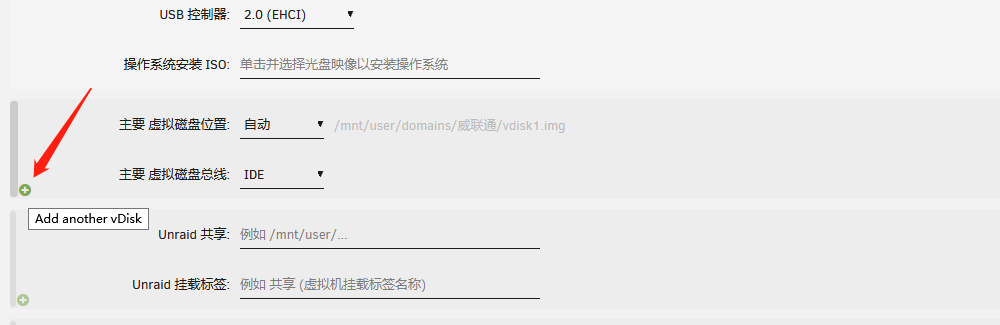 USB 控制器: 2.0 (EHCI)
操作系统安装 ISO: 单击并选择光盘映像以安装操作系统
主要 虚拟磁盘位置: 自动 /mnt/user/domains/威联通/vdisk1.img
主要 虚拟磁盘总线: IDE
Add another vDisk
Unraid 共享: 例如 /mnt/user/...
Unraid 挂载标签: 例如 共享 (虚拟机挂载标签名称)